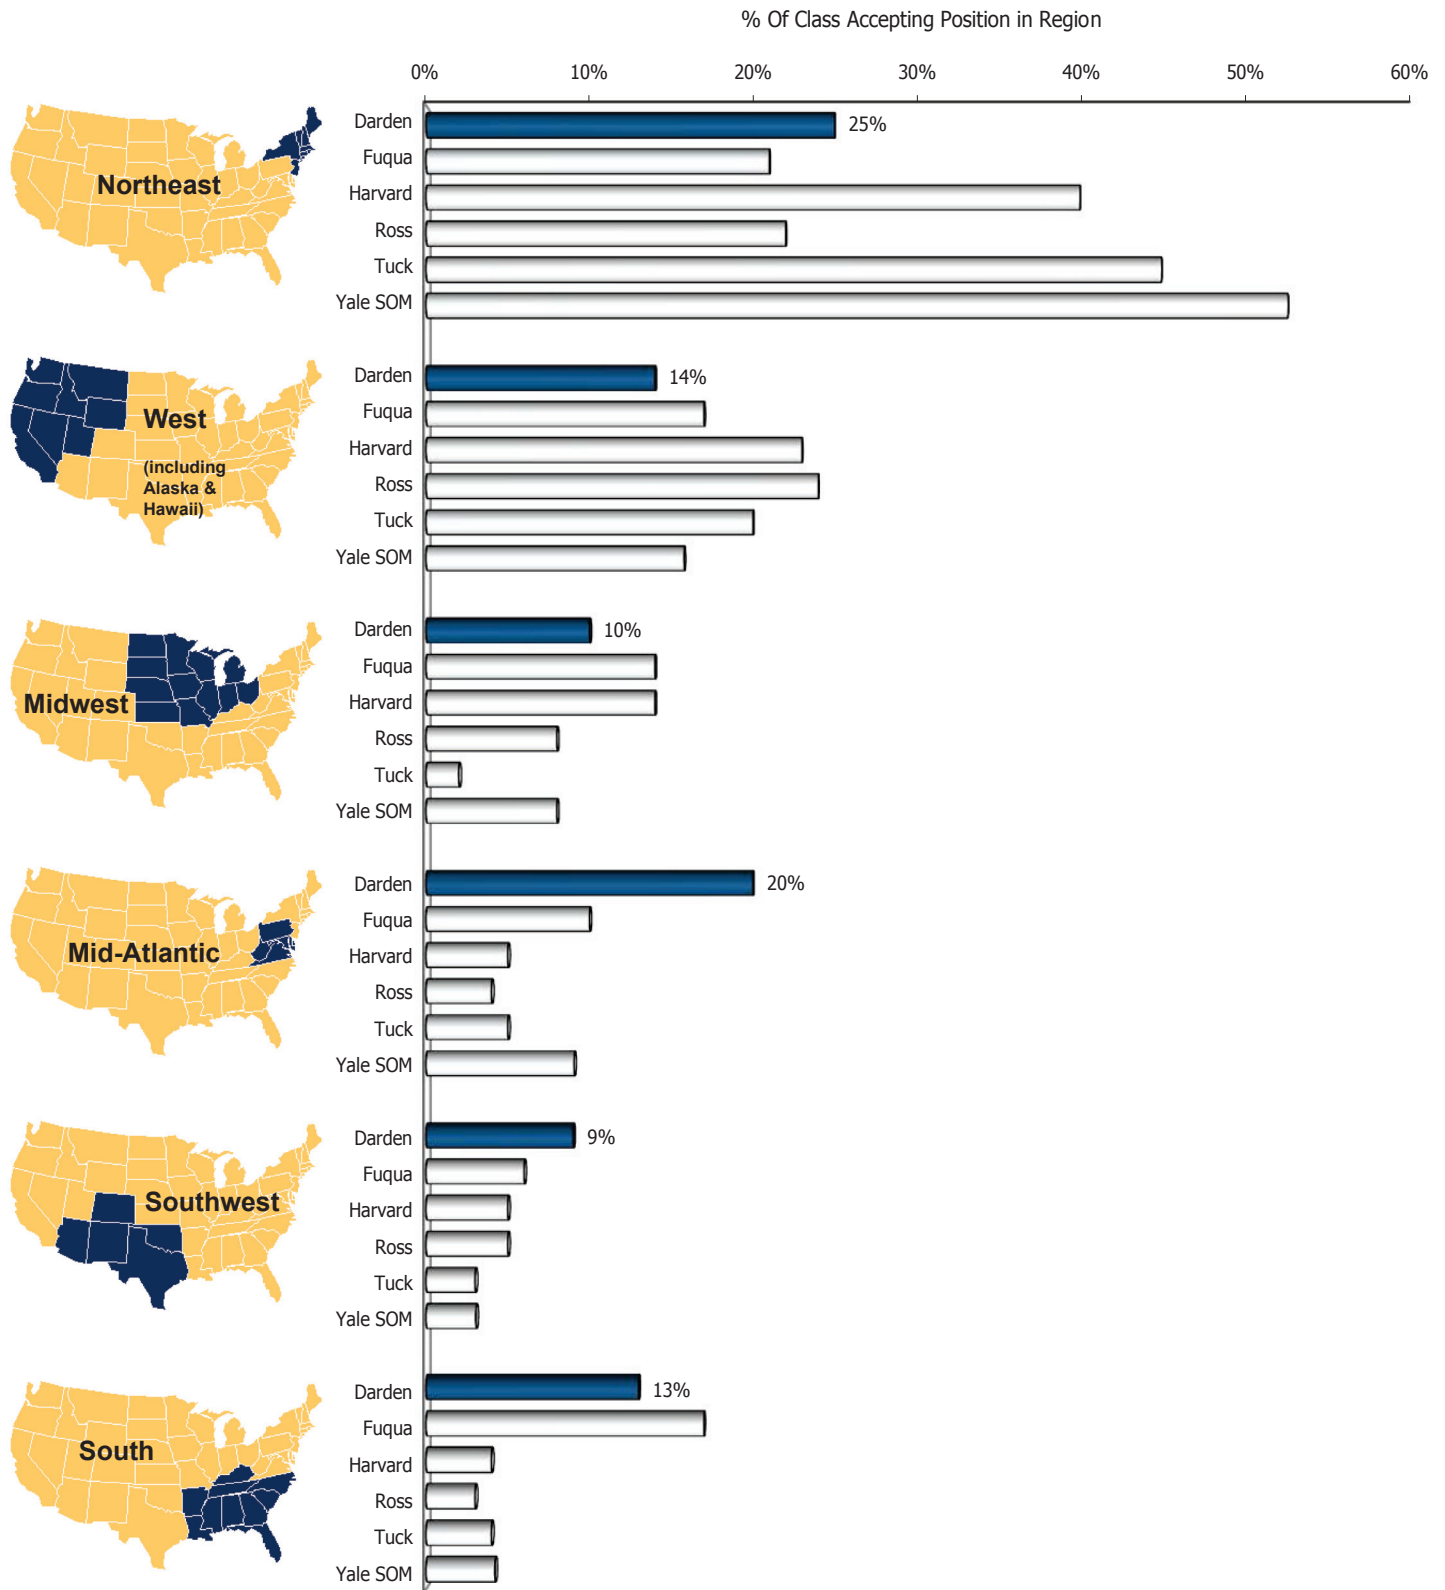 % Of Class Accepting Position in Region
0% 10% 20% 30% 40% 50% 60%
Northeast
Darden 25%
Fuqua
Harvard
Ross
Tuck
Yale SOM
West
(including
Alaska &
Hawaii)
Darden 14%
Fuqua
Harvard
Ross
Tuck
Yale SOM
Midwest
Darden 10%
Fuqua
Harvard
Ross
Tuck
Yale SOM
Mid-Atlantic
Darden 20%
Fuqua
Harvard
Ross
Tuck
Yale SOM
Southwest
Darden 9%
Fuqua
Harvard
Ross
Tuck
Yale SOM
South
Darden 13%
Fuqua
Harvard
Ross
Tuck
Yale SOM